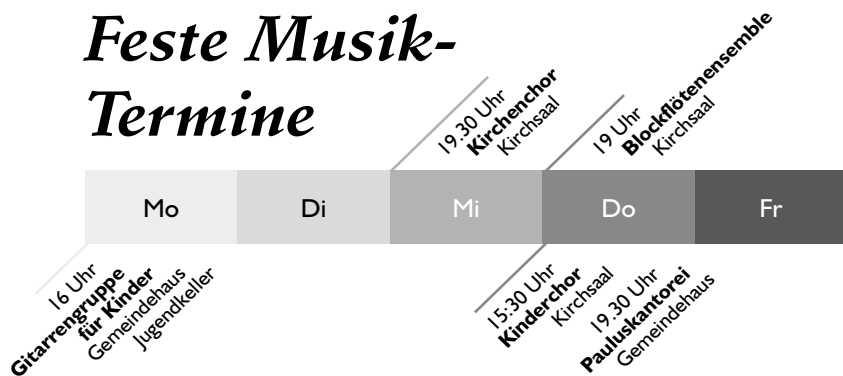 Feste Musik-
Termine
19.30 Uhr
Kirchenchor
Kirchsaal
19 Uhr
Blockflötenensemble
Kirchsaal
Mo
Di
Mi
Do
Fr
16 Uhr
Gitarrengruppe
für Kinder
Gemeindehaus
Jugendkeller
15:30 Uhr
Kinderchor
Kirchsaal
19.30 Uhr
Pauluskantorei
Gemeindehaus